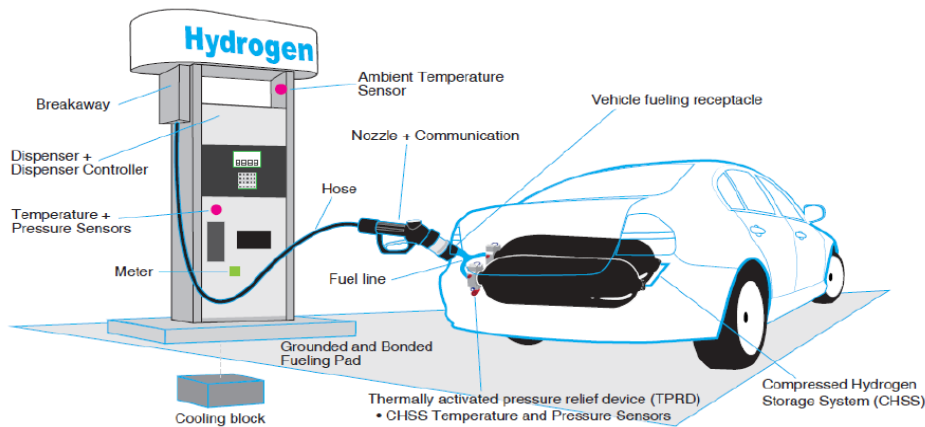 Hydrogen
Ambient Temperature
Sensor
Breakaway
Vehicle fueling receptacle
Nozzle + Communication
Dispenser +
Dispenser Controller
Hose
Temperature +
Pressure Sensors
Meter
Fuel line
Grounded and Bonded
Fueling Pad
Cooling block
Thermally activated pressure relief device (TPRD)
• CHSS Temperature and Pressure Sensors
Compressed Hydrogen
Storage System (CHSS)